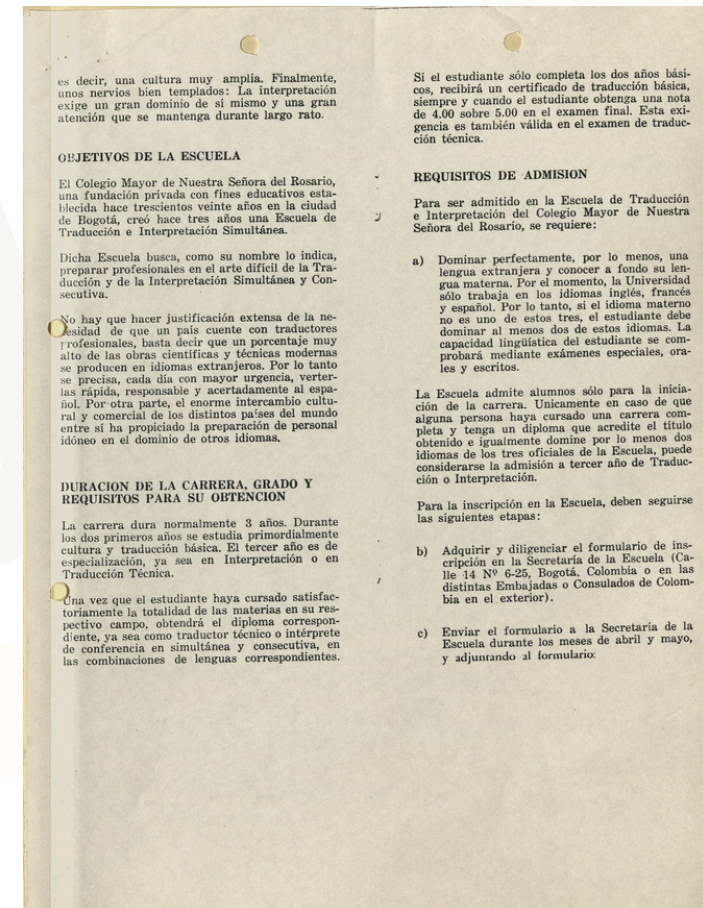 es decir, una cultura muy amplia. Finalmente,
unos nervios bien templados: La interpretación
exige un gran dominio de sí mismo y una gran
atención que se mantenga durante largo rato.
OBJETIVOS DE LA ESCUELA
El Colegio Mayor de Nuestra Señora del Rosario,
una fundación privada con fines educativos esta-
blecida hace trescientos veinte años en la ciudad
de Bogotá, creó hace tres años una Escuela de
Traducción e Interpretación Simultánea.
Dicha Escuela busca, como su nombre lo indica,
preparar profesionales en el arte difícil de la Tra-
ducción y de la Interpretación Simultánea y Con-
secutiva.
No hay que hacer justificación extensa de la ne-
cesidad de que un país cuente con traductores
profesionales, basta decir que un porcentaje muy
alto de las obras científicas y técnicas modernas
se producen en idiomas extranjeros. Por lo tanto
se precisa, cada día con mayor urgencia, verter-
las rápida, responsable y acertadamente al espa-
ñol. Por otra parte, el enorme intercambio cultu-
ral y comercial de los distintos países del mundo
entre sí ha propiciado la preparación de personal
idóneo en el dominio de otros idiomas.
DURACION DE LA CARRERA, GRADO Y
REQUISITOS PARA SU OBTENCION
La carrera dura normalmente 3 años. Durante
los dos primeros años se estudia primordialmente
cultura y traducción básica. El tercer año es de
especialización, ya sea en Interpretación o en
Traducción Técnica.
Una vez que el estudiante haya cursado satisfac-
toriamente la totalidad de las materias en su res-
pectivo campo, obtendrá el diploma correspon-
diente, ya sea como traductor técnico o intérprete
de conferencia en simultánea y consecutiva, en
las combinaciones de lenguas correspondientes.
Si el estudiante sólo completa los dos años bási-
cos, recibirá un certificado de traducción básica,
siempre y cuando el estudiante obtenga una nota
de 4.00 sobre 5.00 en el examen final. Esta exi-
gencia es también válida en el examen de traduc-
ción técnica.
REQUISITOS DE ADMISION
Para ser admitido en la Escuela de Traducción
e Interpretación del Colegio Mayor de Nuestra
Señora del Rosario, se requiere:
a) Dominar perfectamente, por lo menos, una
lengua extranjera y conocer a fondo su len-
gua materna. Por el momento, la Universidad
sólo trabaja en los idiomas inglés, francés
y español. Por lo tanto, si el idioma materno
no es uno de estos tres, el estudiante debe
dominar al menos dos de estos idiomas. La
capacidad lingüística del estudiante se com-
probará mediante exámenes especiales, ora-
les y escritos.
La Escuela admite alumnos sólo para la inicia-
ción de la carrera. Unicamente en caso de que
alguna persona haya cursado una carrera com-
pleta y tenga un diploma que acredite el título
obtenido e igualmente domine por lo menos dos
idiomas de los tres oficiales de la Escuela, puede
considerarse la admisión a tercer año de Traduc-
ción o Interpretación.
Para la inscripción en la Escuela, deben seguirse
las siguientes etapas:
b) Adquirir y diligenciar el formulario de ins-
cripción en la Secretaría de la Escuela (Ca-
lle 14 Nº 6-25, Bogotá, Colombia o en las
distintas Embajadas o Consulados de Colom-
bia en el exterior).
c) Enviar el formulario a la Secretaría de la
Escuela durante los meses de abril y mayo,
y adjuntando al formulario: